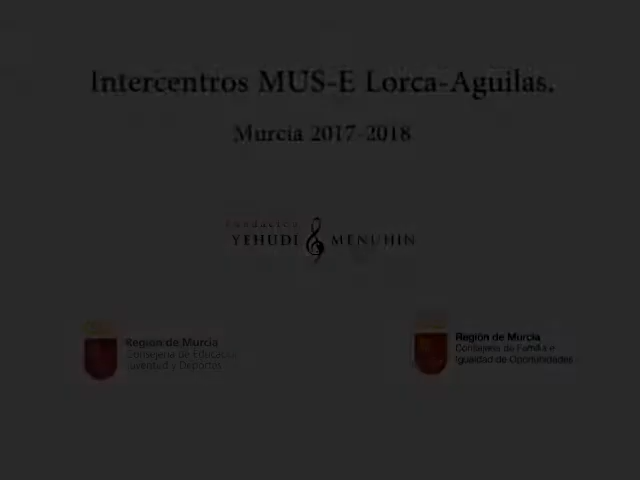 Intercentros MUS-E Lorca-Aguilas.
Murcia 2017-2018
FUNDACIÓN
YEHUDI MENUHIN
Región de Murcia
Consejería de Educación,
Juventud y Deportes
Región de Murcia
Consejería de Familia e
Igualdad de Oportunidades